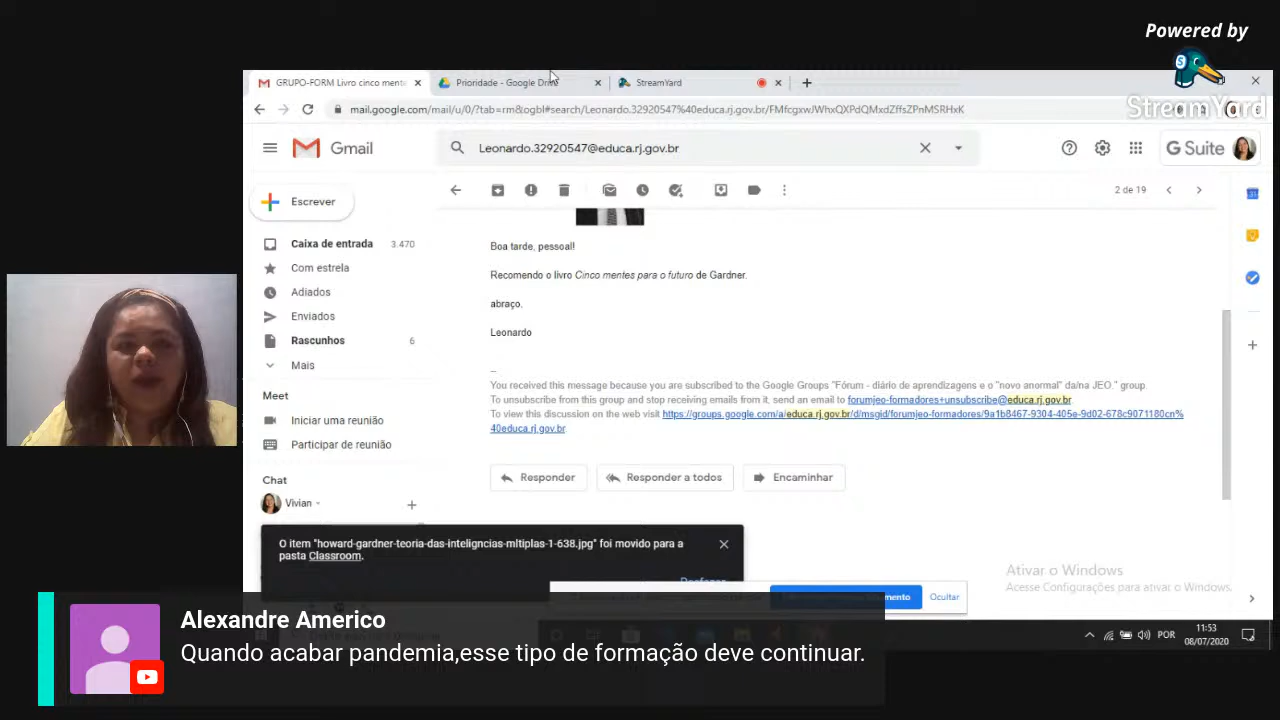 Powered by
StreamYard
GRUPO-FORM Livro cinco mente
Prioridade - Google Drive
StreamYard
mail.google.com/mail/u/0/?tab=rm&ogbl#search/Leonardo.32920547%40educa.rj.gov.br/FMfcgxwJWhxQXPdQMxdZffsZPnMSRHxK
Gmail
Leonardo.32920547@educa.rj.gov.br
G Suite
Escrever
2 de 19
Caixa de entrada 3.470
Com estrela
Adiados
Enviados
Rascunhos 6
Mais
Meet
Iniciar uma reunião
Participar de reunião
Chat
Vivian
Boa tarde, pessoal!
Recomendo o livro Cinco mentes para o futuro de Gardner.
abraço,
Leonardo
--
You received this message because you are subscribed to the Google Groups "Fórum - diário de aprendizagens e o "novo anormal" da/na JEO." group.
To unsubscribe from this group and stop receiving emails from it, send an email to forumjeo-formadores+unsubscribe@educa.rj.gov.br.
To view this discussion on the web visit https://groups.google.com/a/educa.rj.gov.br/d/msgid/forumjeo-formadores/9a1b8467-9304-405e-9d02-678c9071180cn%
40educa.rj.gov.br.
Responder
Responder a todos
Encaminhar
O item "howard-gardner-teoria-das-inteligncias-mltiplas-1-638.jpg" foi movido para a
pasta Classroom.
Ocultar
Ativar o Windows
Acesse Configurações para ativar o Windows.
POR
11:53
08/07/2020
Alexandre Americo
Quando acabar pandemia,esse tipo de formação deve continuar.